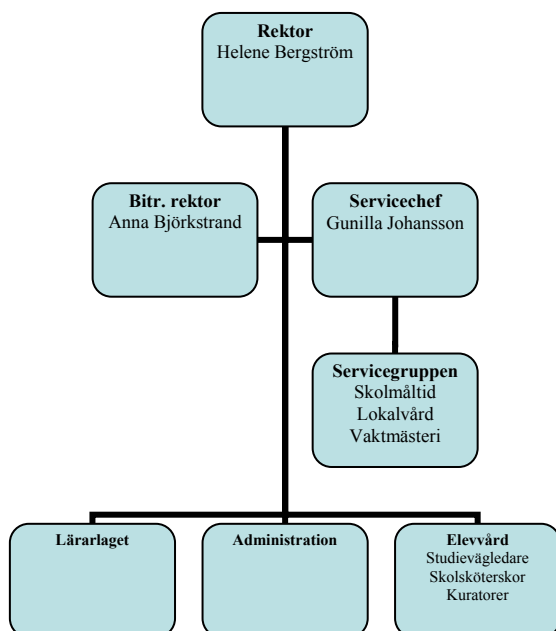 Rektor
Helene Bergström
Bitr. rektor
Anna Björkstrand
Servicechef
Gunilla Johansson
Servicegruppen
Skolmåltid
Lokalvård
Vaktmästeri
Lärarlaget
Administration
Elevvård
Studievägledare
Skolsköterskor
Kuratorer